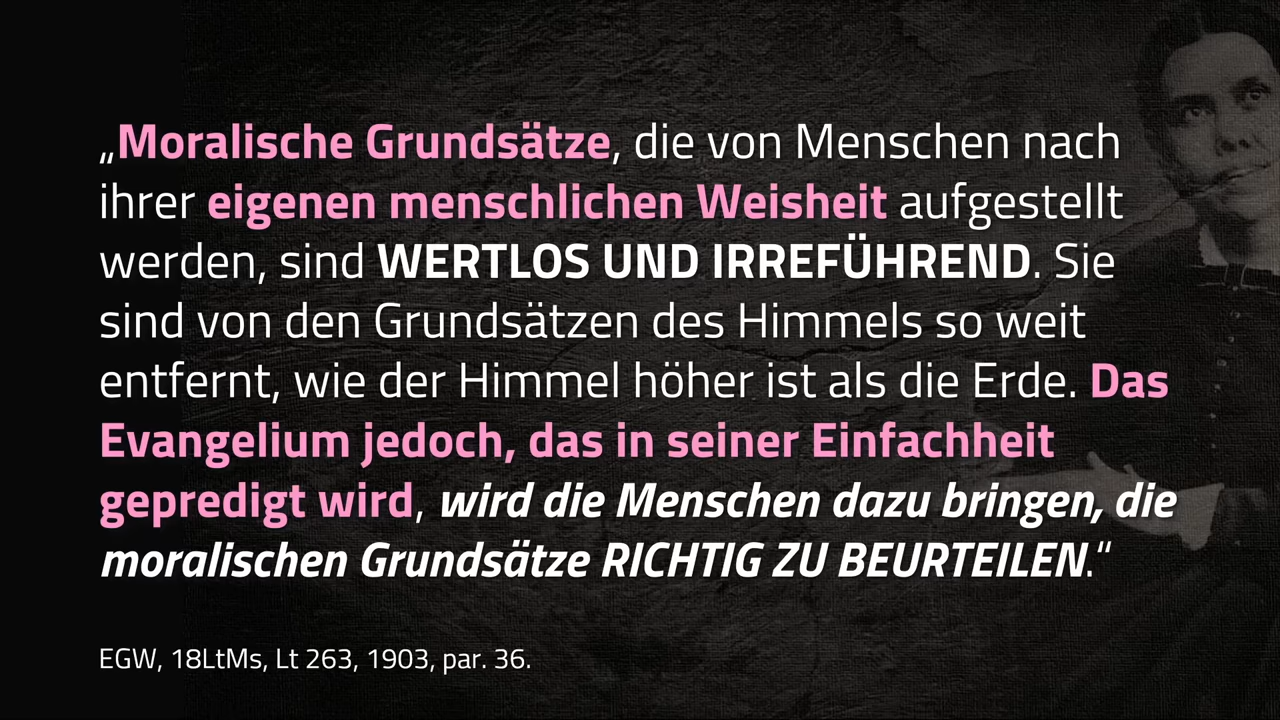 „Moralische Grundsätze, die von Menschen nach
ihrer eigenen menschlichen Weisheit aufgestellt
werden, sind WERTLOS UND IRREFÜHREND. Sie
sind von den Grundsätzen des Himmels so weit
entfernt, wie der Himmel höher ist als die Erde. Das
Evangelium jedoch, das in seiner Einfachheit
gepredigt wird, wird die Menschen dazu bringen, die
moralischen Grundsätze RICHTIG ZU BEURTEILEN.“
EGW, 18LtMs, Lt 263, 1903, par. 36.